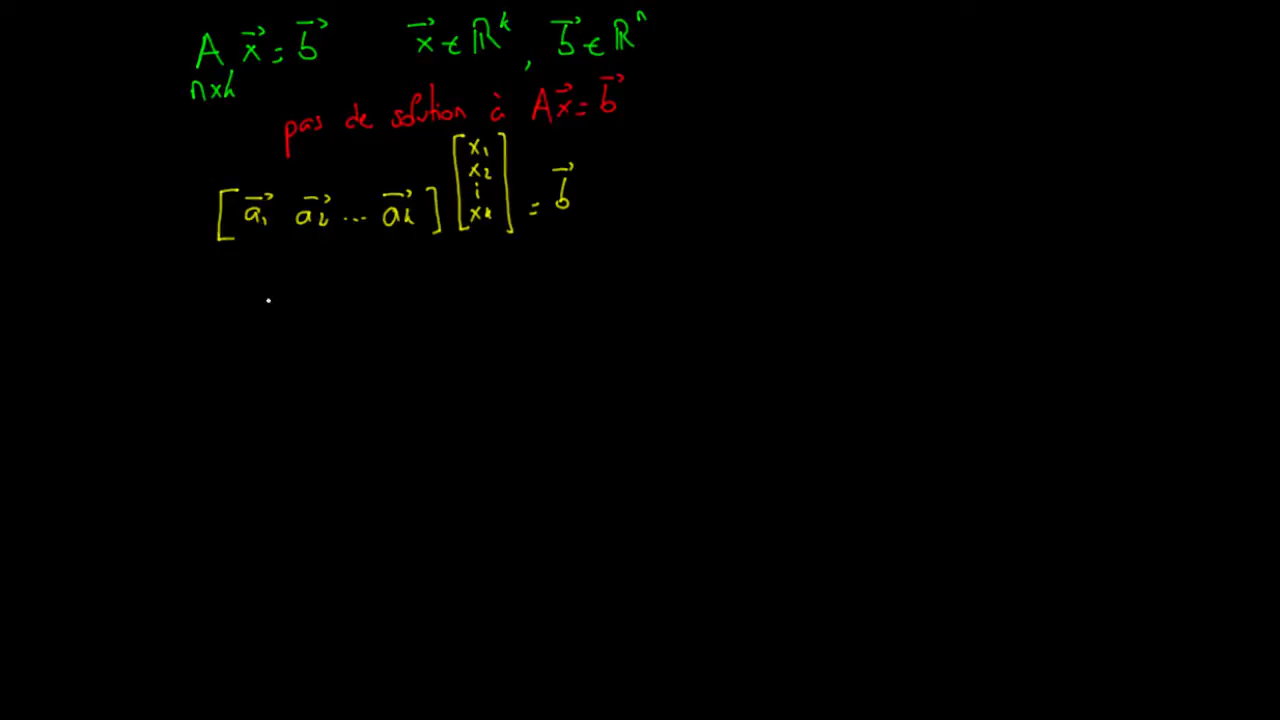 A x⃗ = b⃗ x⃗ ∈ ℝᵏ , b⃗ ∈ ℝⁿ
n×k
pas de solution à Ax⃗ = b⃗
[a⃗₁ a⃗₂ ... a⃗ₖ] [x₁ x₂ ⋮ xₖ] = b⃗